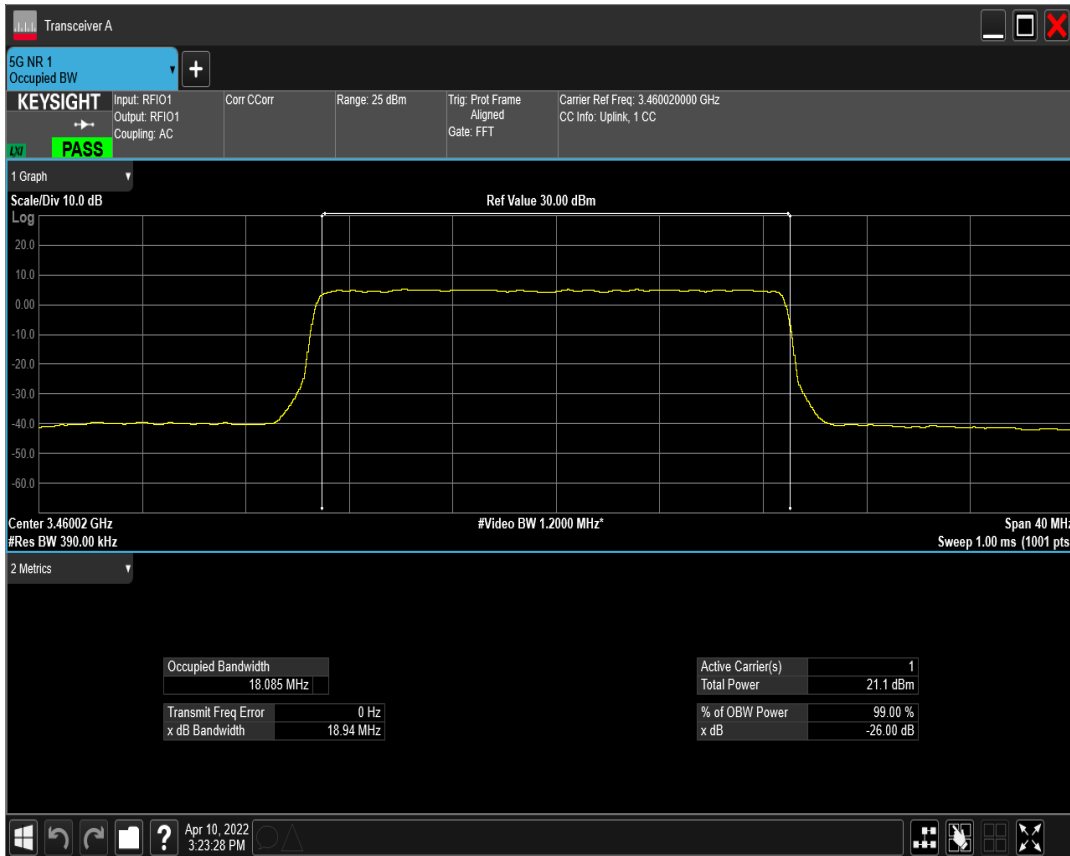 Transceiver A
5G NR 1
Occupied BW
+
KEYSIGHT
LXI
PASS
Input: RFIO1
Output: RFIO1
Coupling: AC
Corr CCorr
Range: 25 dBm
Trig: Prot Frame
Aligned
Gate: FFT
Carrier Ref Freq: 3.460020000 GHz
CC Info: Uplink, 1 CC
1 Graph
Scale/Div 10.0 dB
Ref Value 30.00 dBm
Log
20.0
10.0
0.00
-10.0
-20.0
-30.0
-40.0
-50.0
-60.0
Center 3.46002 GHz
#Video BW 1.2000 MHz*
Span 40 MHz
#Res BW 390.00 kHz
Sweep 1.00 ms (1001 pts
2 Metrics
Occupied Bandwidth
18.085 MHz
Transmit Freq Error 0 Hz
x dB Bandwidth 18.94 MHz
Active Carrier(s) 1
Total Power 21.1 dBm
% of OBW Power 99.00 %
x dB -26.00 dB
?
Apr 10, 2022
3:23:28 PM